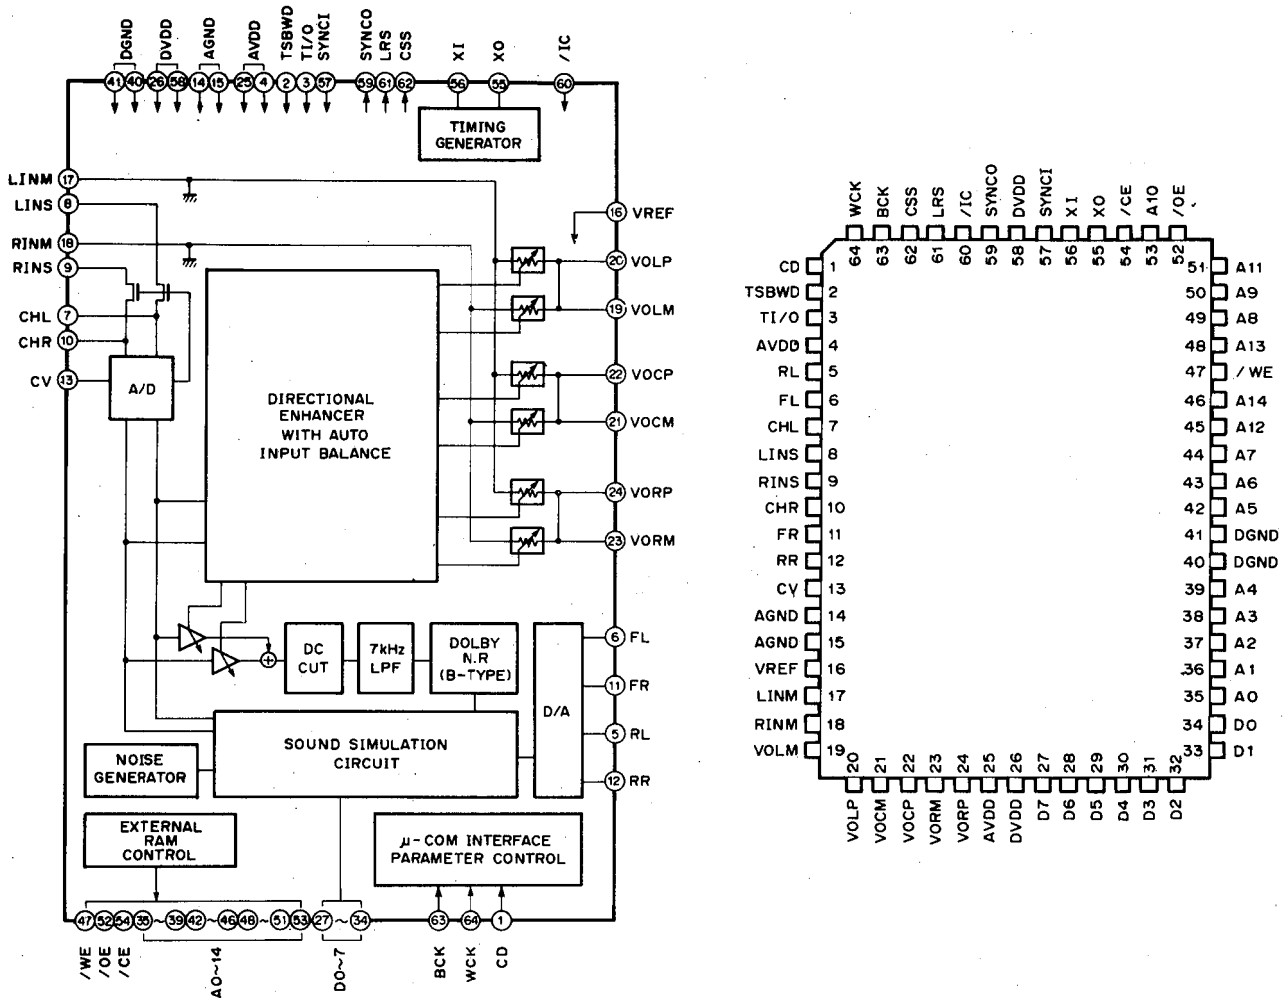 DGND
DVDD
AGND
AVDD
TSBWD
TI/O
SYNCI
SYNCO
LRS
CSS
XI
XO
/IC
41 40 26 58 14 15 25 4 2 3 57 59 61 62 56 55 60
TIMING
GENERATOR
LINM 17
LINS 8
RINM 18
RINS 9
CHL 7
CHR 10
CV 13
A/D
DIRECTIONAL
ENHANCER
WITH AUTO
INPUT BALANCE
16 VREF
20 VOLP
19 VOLM
22 VOCP
21 VOCM
24 VORP
23 VORM
+
DC
CUT
7kHz
LPF
DOLBY
N.R
(B-TYPE)
D/A
6 FL
11 FR
5 RL
12 RR
SOUND SIMULATION
CIRCUIT
NOISE
GENERATOR
EXTERNAL
RAM
CONTROL
μ-COM INTERFACE
PARAMETER CONTROL
47 52 54 35 ~ 39 42 ~ 46 48 ~ 51 53 27 ~ 34 63 64 1
/WE
/OE
/CE
A0~14
D0~7
BCK
WCK
CD
WCK
BCK
CSS
LRS
/IC
SYNCO
DVDD
SYNCI
XI
XO
/CE
A10
/OE
64 63 62 61 60 59 58 57 56 55 54 53 52
CD 1
TSBWD 2
TI/O 3
AVDD 4
RL 5
FL 6
CHL 7
LINS 8
RINS 9
CHR 10
FR 11
RR 12
CV 13
AGND 14
AGND 15
VREF 16
LINM 17
RINM 18
VOLM 19
51 A11
50 A9
49 A8
48 A13
47 /WE
46 A14
45 A12
44 A7
43 A6
42 A5
41 DGND
40 DGND
39 A4
38 A3
37 A2
36 A1
35 A0
34 D0
33 D1
20 21 22 23 24 25 26 27 28 29 30 31 32
VOLP
VOCM
VOCP
VORM
VORP
AVDD
DVDD
D7
D6
D5
D4
D3
D2